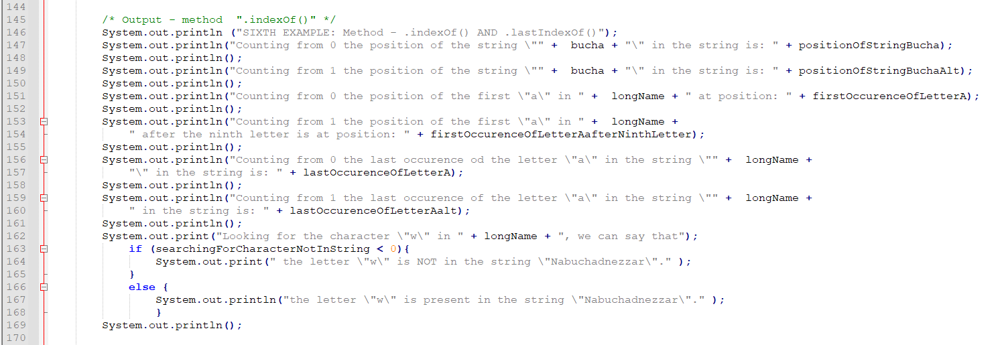 144
145 /* Output - method  ".indexOf()" */
146 System.out.println ("SIXTH EXAMPLE: Method - .indexOf() AND .lastIndexOf()");
147 System.out.println("Counting from 0 the position of the string \"" +  bucha + "\" in the string is: " + positionOfStringBucha);
148 System.out.println();
149 System.out.println("Counting from 1 the position of the string \"" +  bucha + "\" in the string is: " + positionOfStringBuchaAlt);
150 System.out.println();
151 System.out.println("Counting from 0 the position of the first \"a\" in " +  longName + " at position: " + firstOccurenceOfLetterA);
152 System.out.println();
153 System.out.println("Counting from 1 the position of the first \"a\" in " +  longName +
154 " after the ninth letter is at position: " + firstOccurenceOfLetterAafterNinthLetter);
155 System.out.println();
156 System.out.println("Counting from 0 the last occurence od the letter \"a\" in the string \"" +  longName +
157 "\" in the string is: " + lastOccurenceOfLetterA);
158 System.out.println();
159 System.out.println("Counting from 1 the last occurence of the letter \"a\" in the string \"" +  longName +
160 " in the string is: " + lastOccurenceOfLetterAalt);
161 System.out.println();
162 System.out.print("Looking for the character \"w\" in " + longName + ", we can say that");
163 if (searchingForCharacterNotInString < 0){
164 System.out.print(" the letter \"w\" is NOT in the string \"Nabuchadnezzar\"." );
165 }
166 else {
167 System.out.println("the letter \"w\" is present in the string \"Nabuchadnezzar\"." );
168 }
169 System.out.println();
170